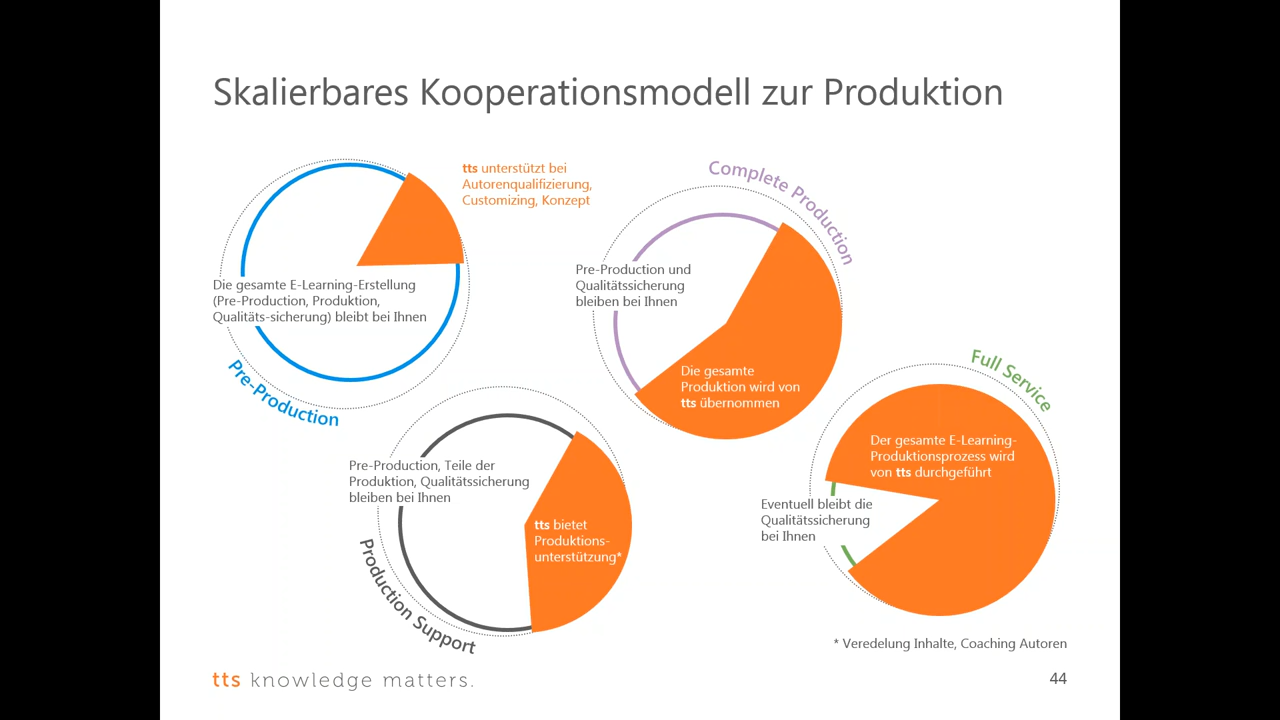 Skalierbares Kooperationsmodell zur Produktion
tts unterstützt bei
Autorenqualifizierung,
Customizing, Konzept
Die gesamte E-Learning-Erstellung
(Pre-Production, Produktion,
Qualitäts-sicherung) bleibt bei Ihnen
Pre-Production
Complete Production
Pre-Production und
Qualitätssicherung
bleiben bei Ihnen
Die gesamte
Produktion wird von
tts übernommen
Pre-Production, Teile der
Produktion, Qualitätssicherung
bleiben bei Ihnen
tts bietet
Produktions-
unterstützung*
Production Support
Full Service
Der gesamte E-Learning-
Produktionsprozess wird
von tts durchgeführt
Eventuell bleibt die
Qualitätssicherung
bei Ihnen
* Veredelung Inhalte, Coaching Autoren
tts knowledge matters.
44